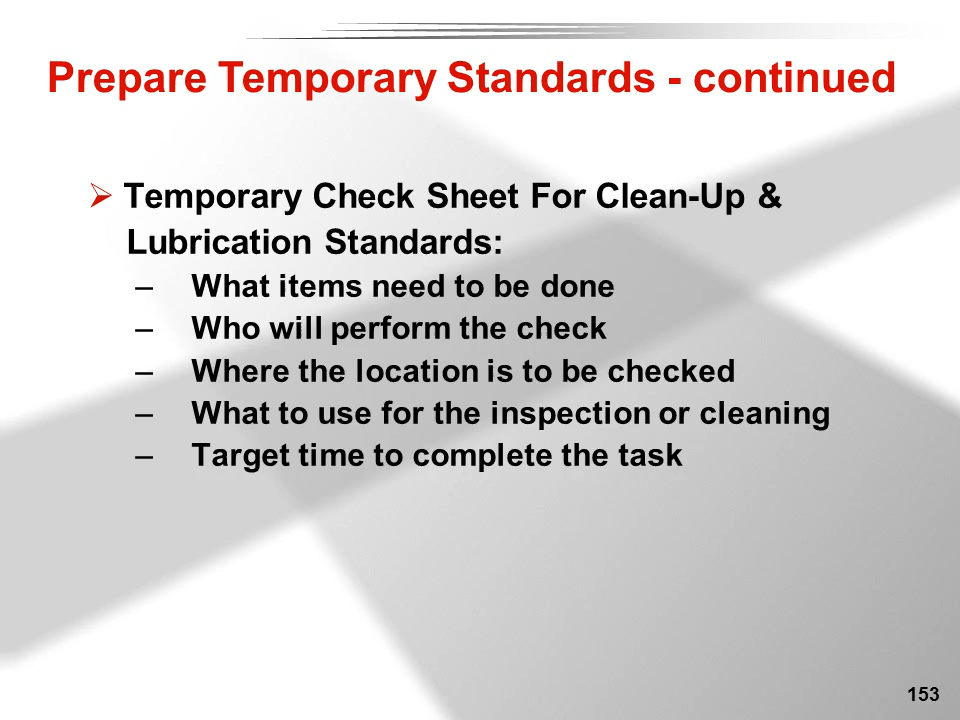 Prepare Temporary Standards - continued
➢ Temporary Check Sheet For Clean-Up &
Lubrication Standards:
– What items need to be done
– Who will perform the check
– Where the location is to be checked
– What to use for the inspection or cleaning
– Target time to complete the task
153